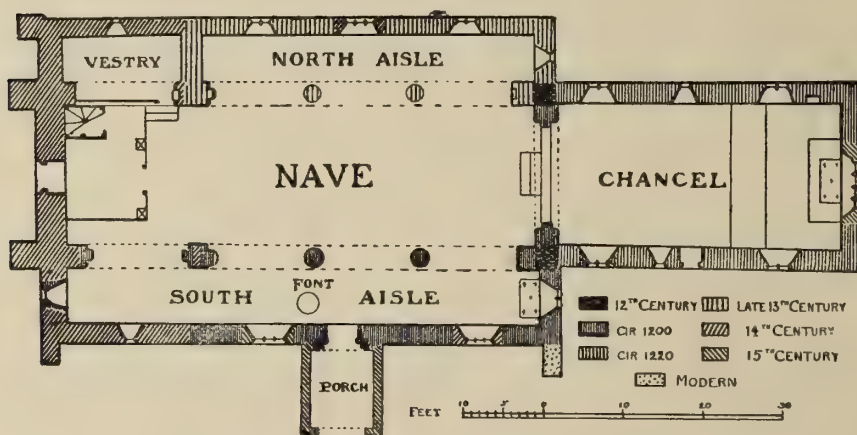 VESTRY
NORTH AISLE
NAVE
CHANCEL
FONT
SOUTH AISLE
PORCH
12TH CENTURY
LATE 13TH CENTURY
CIR 1200
14TH CENTURY
CIR 1220
15TH CENTURY
MODERN
FEET 10 5 0 10 20 30